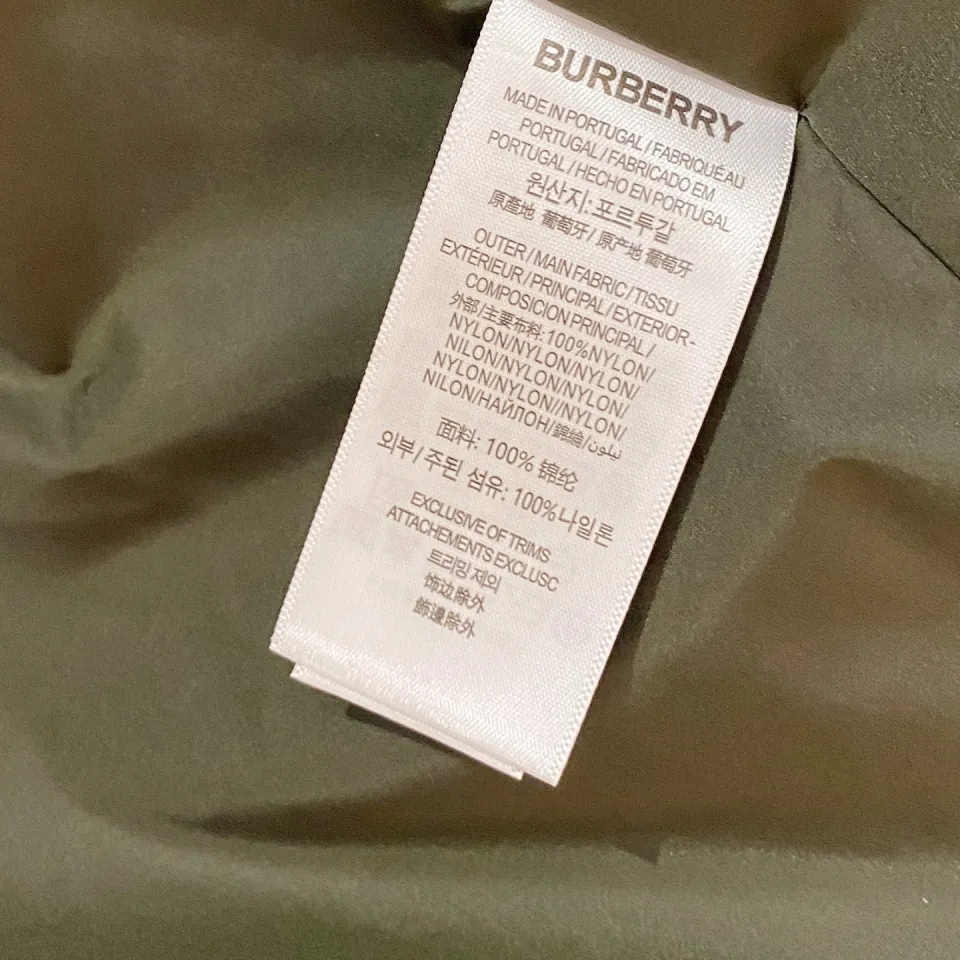 BURBERRY
MADE IN PORTUGAL / FABRIQUÉ AU
PORTUGAL / FABRICADO EM
PORTUGAL / HECHO EN PORTUGAL
원산지: 포르투갈
原產地 葡萄牙 / 原产地 葡萄牙
OUTER / MAIN FABRIC / TISSU
EXTÉRIEUR / PRINCIPAL / EXTERIOR-
COMPOSICION PRINCIPAL /
外部/主要布料: 100%NYLON/
NYLON/NYLON/NYLON/
NILON/NYLON/NYLON/
NYLON/NYLON//NYLON/
NILON/НАЙЛОН/錦綸/نيلون
面料: 100% 锦纶
외부 / 주된 섬유: 100%나일론
EXCLUSIVE OF TRIMS
ATTACHEMENTS EXCLUSC
트리밍 제외
饰边除外
飾邊除外